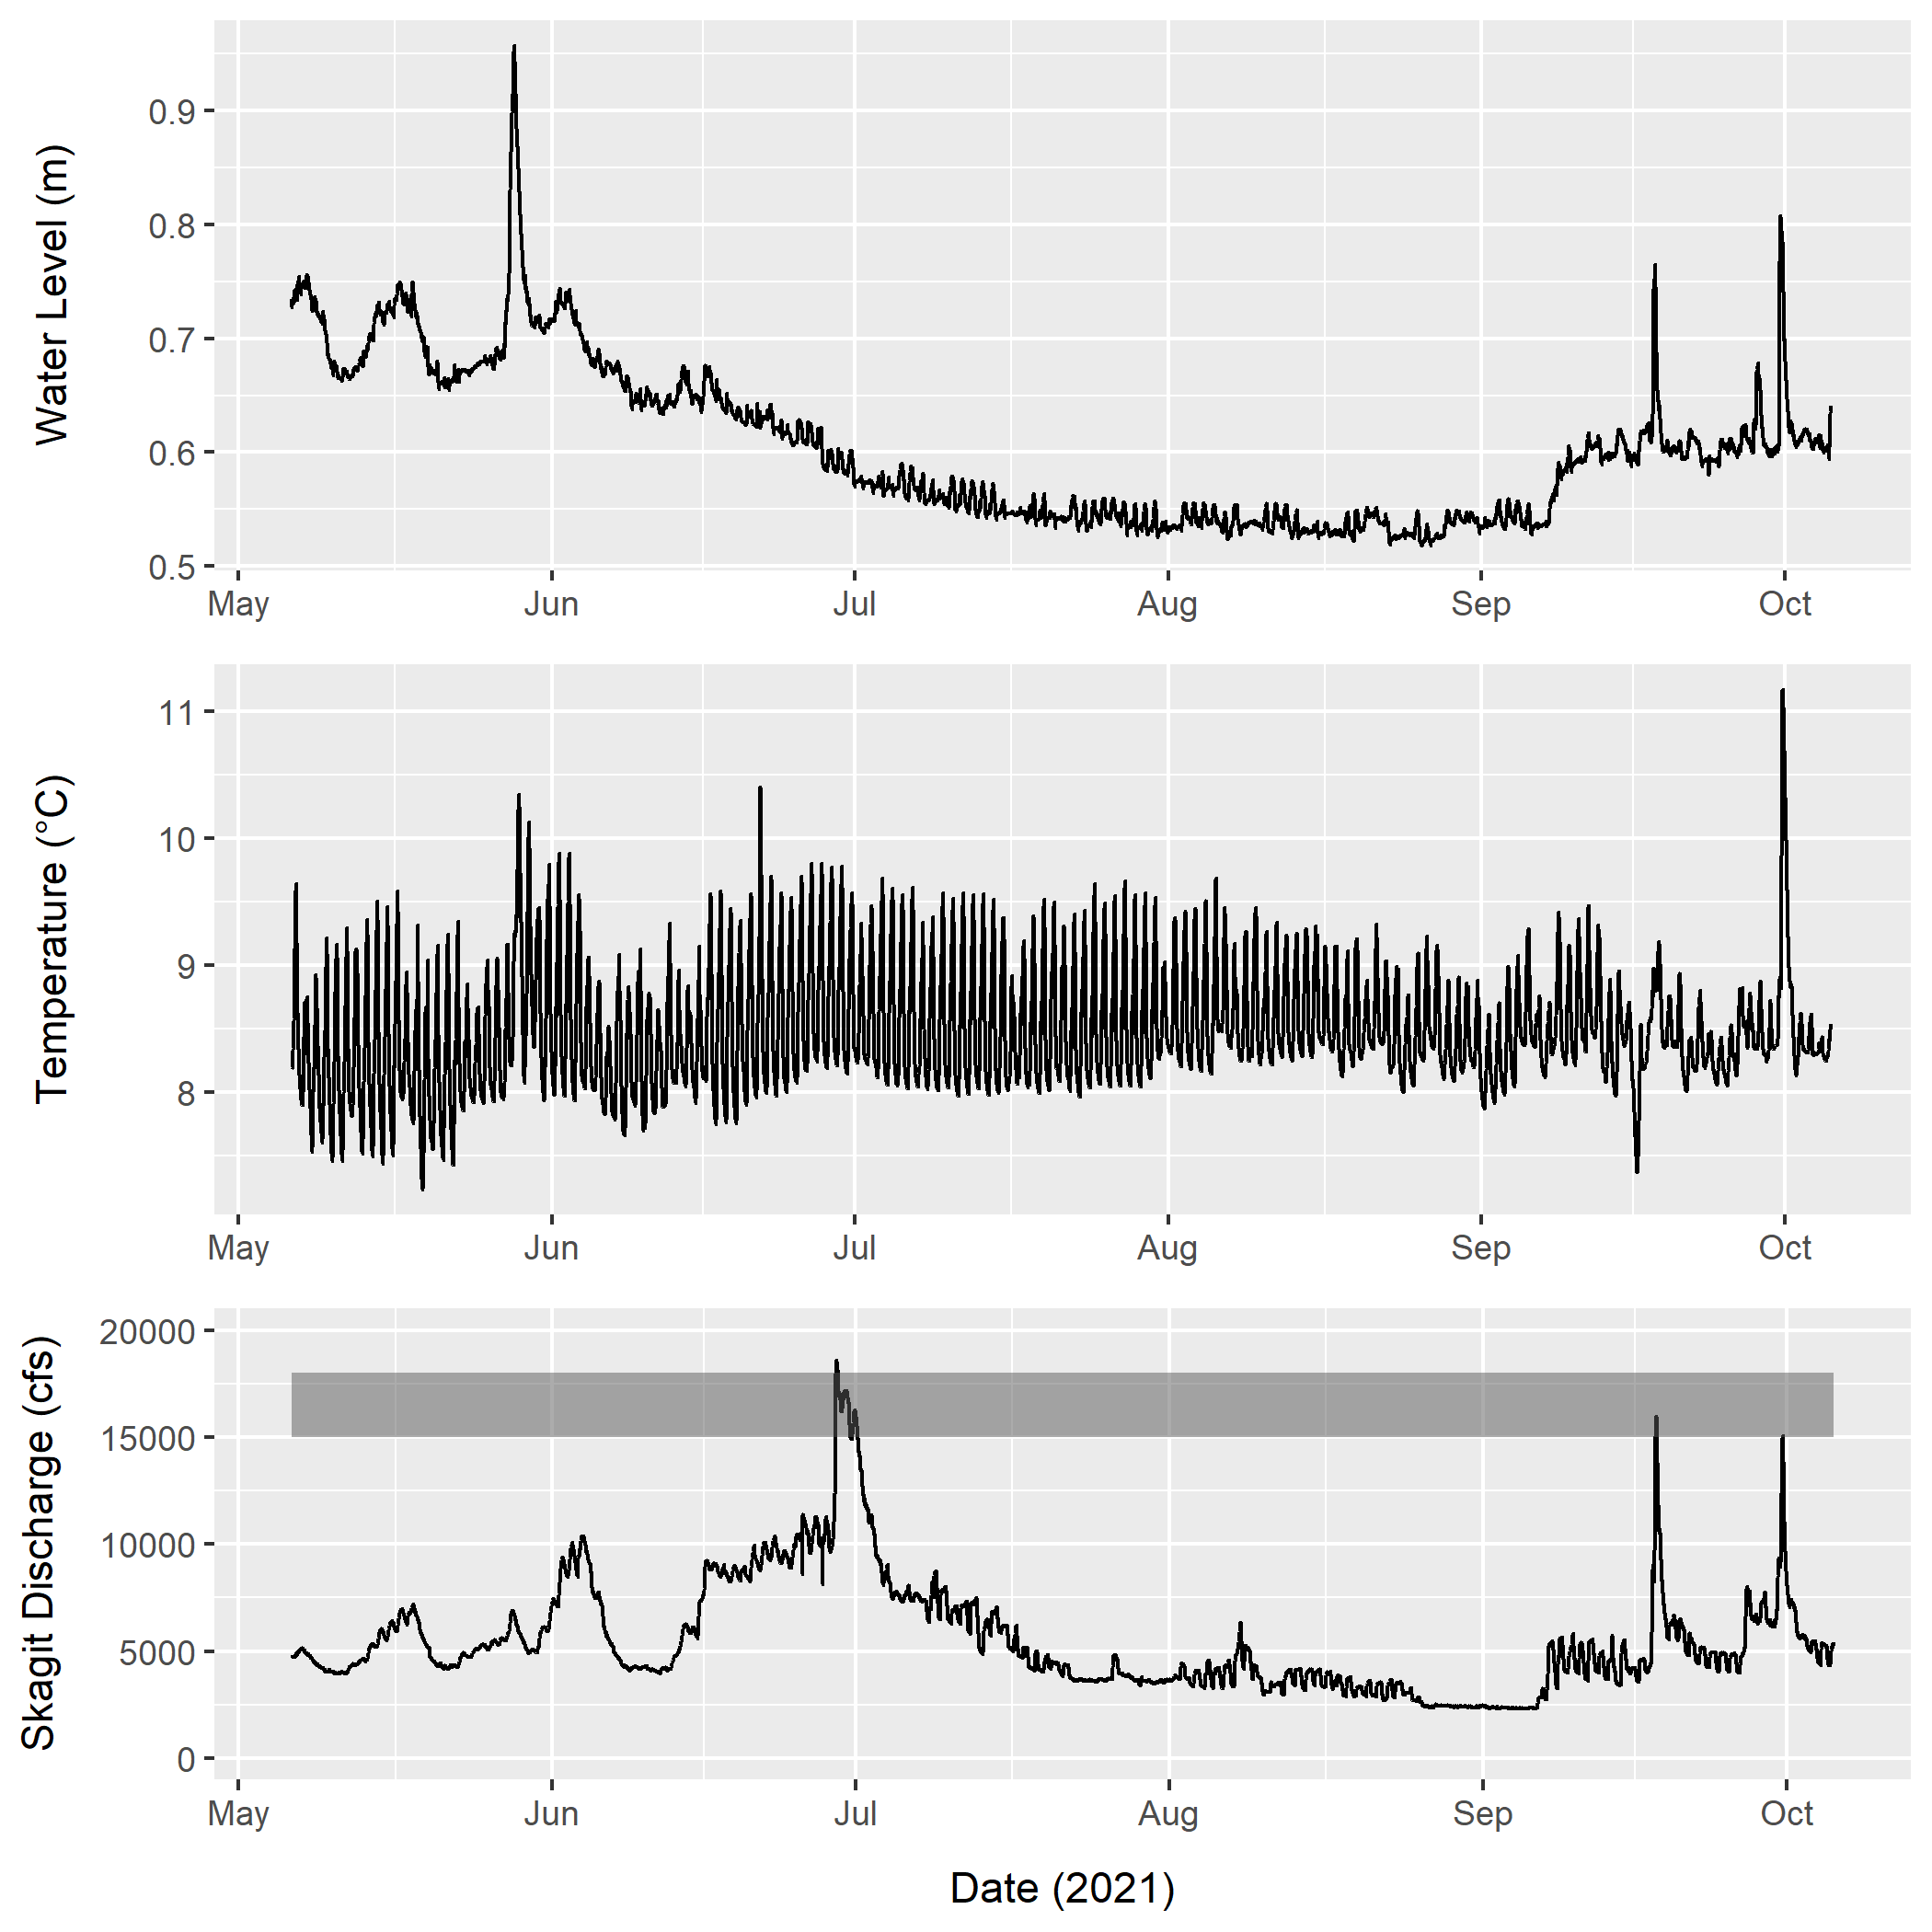 Water Level (m)
0.9
0.8
0.7
0.6
0.5
May Jun Jul Aug Sep Oct
Temperature (°C)
11
10
9
8
May Jun Jul Aug Sep Oct
Skagit Discharge (cfs)
20000
15000
10000
5000
0
May Jun Jul Aug Sep Oct
Date (2021)